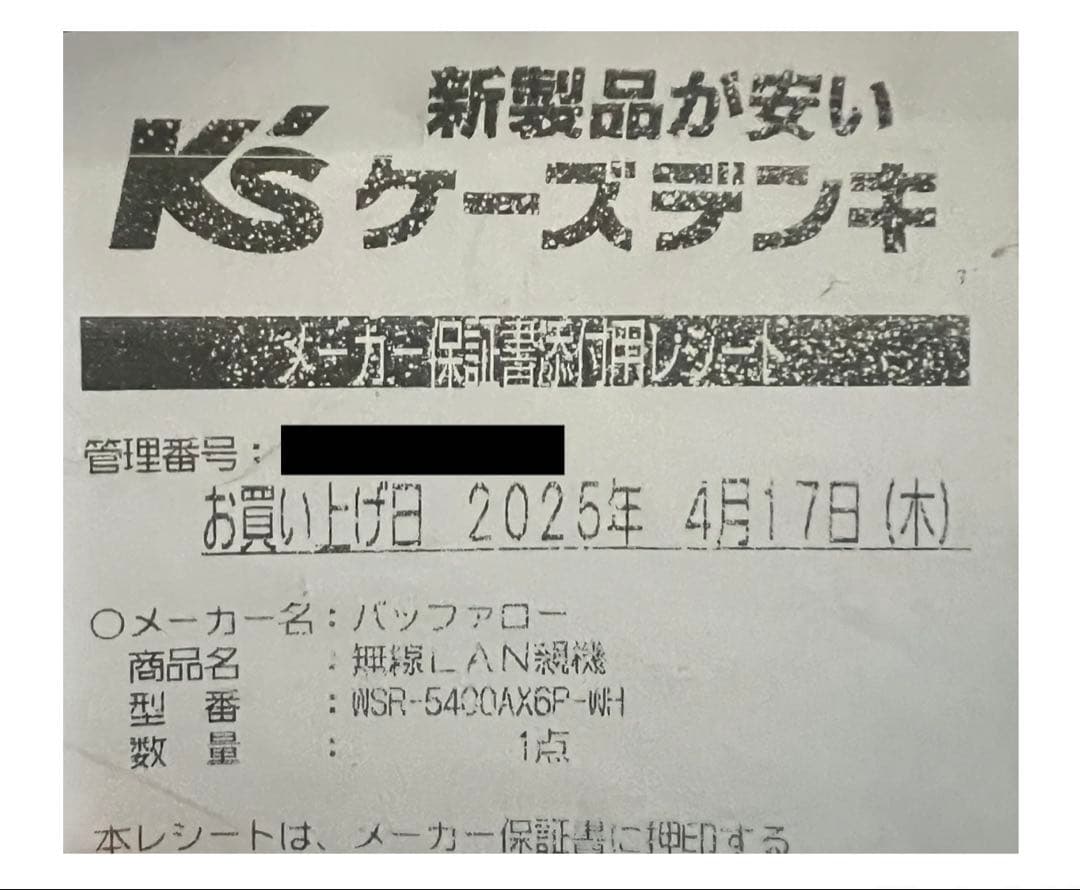 新製品が安い
K'S ケーズデンキ
メーカー保証書添付用レシート
管理番号:
お買い上げ日 2025年 4月17日(木)
○メーカー名:バッファロー
商品名 :無線LAN親機
型 番 :WSR-5400AX6P-WH
数 量 : 1点
本レシートは、メーカー保証書に押印する